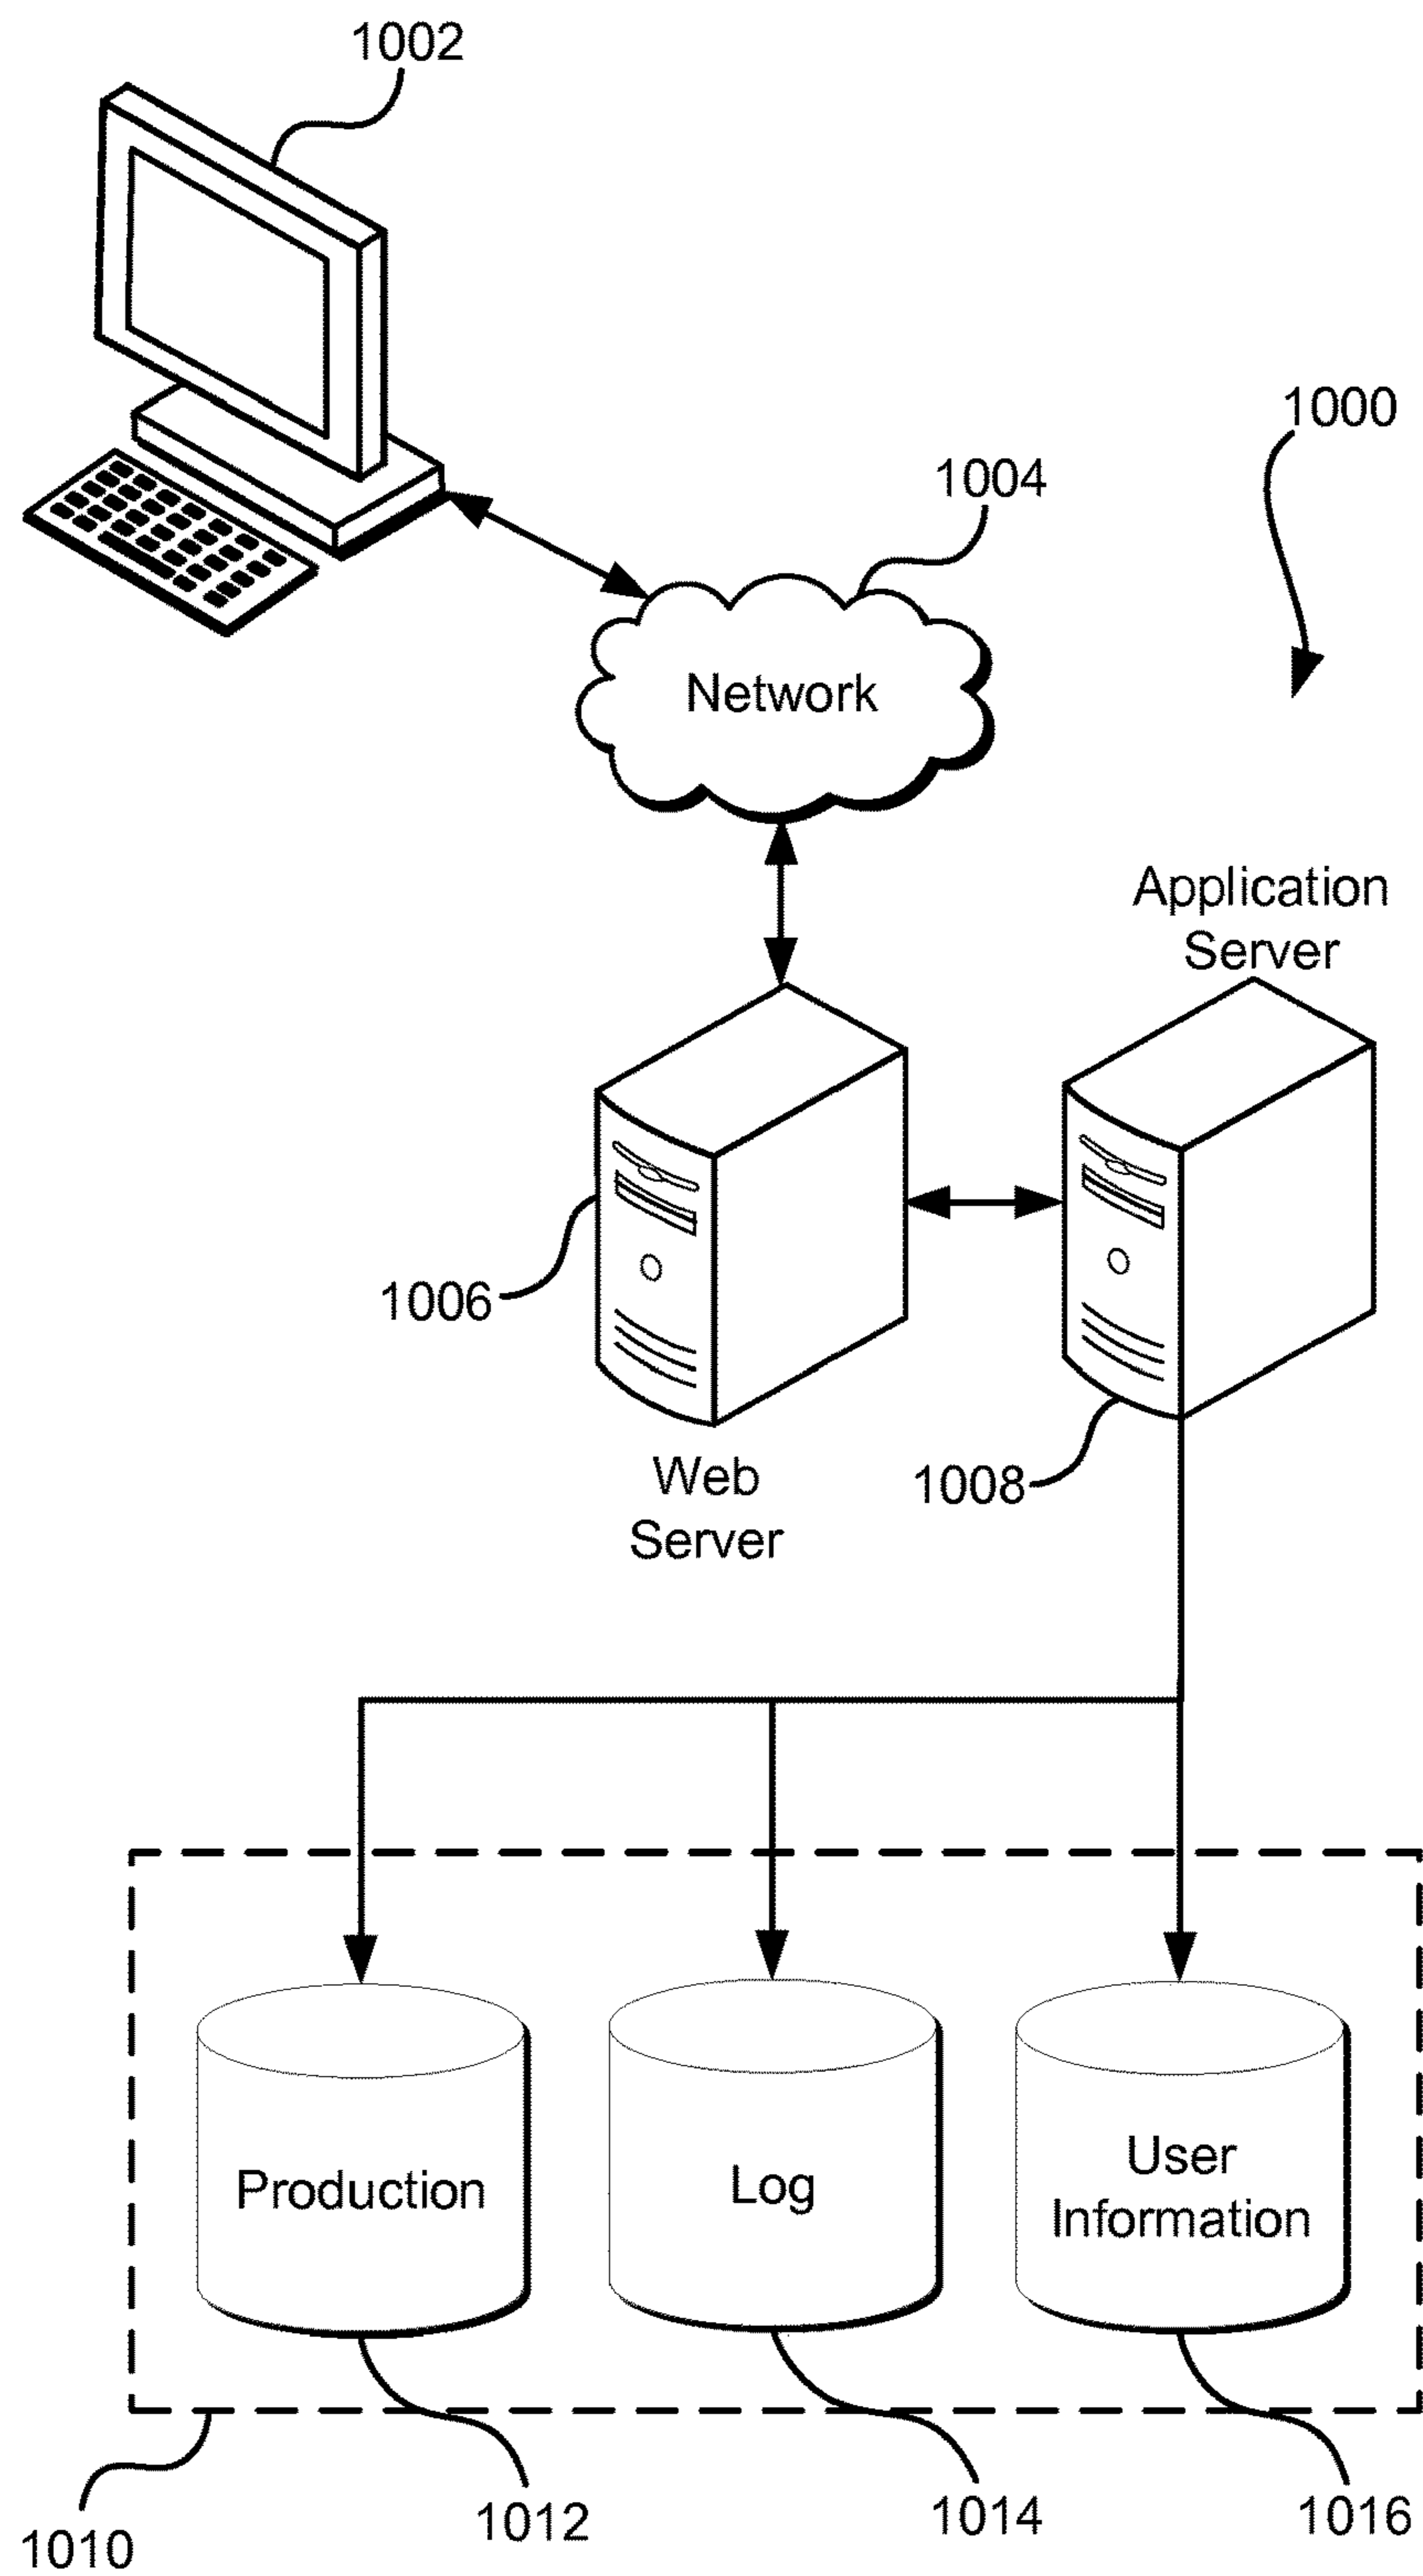 1002
1000
1004
Network
Application
Server
1006
1008
Web
Server
Production
Log
User
Information
1010
1012
1014
1016